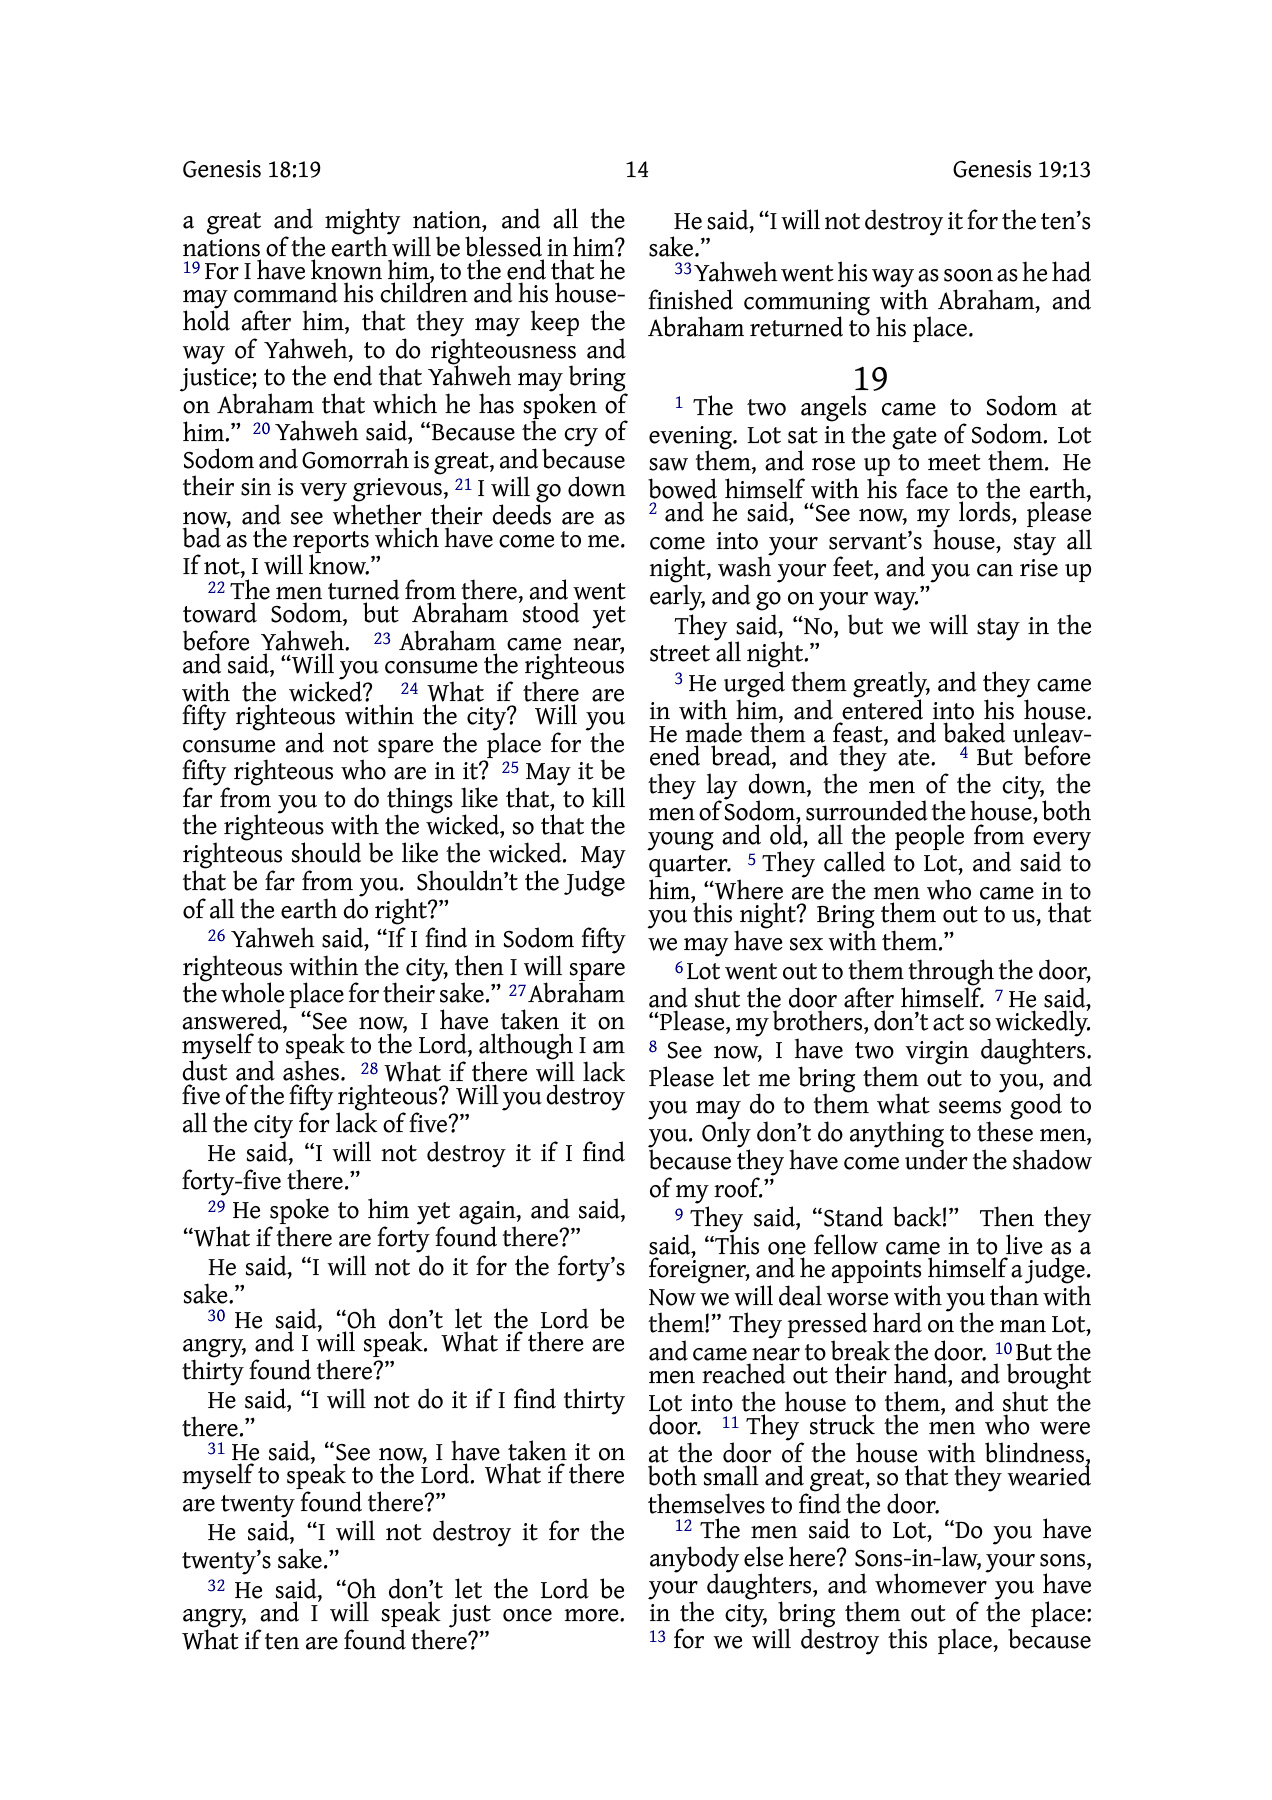 Genesis 18:19 14 Genesis 19:13
a great and mighty nation, and all the
nations of the earth will be blessed in him?
19 For I have known him, to the end that he
may command his children and his house-
hold after him, that they may keep the
way of Yahweh, to do righteousness and
justice; to the end that Yahweh may bring
on Abraham that which he has spoken of
him.” 20 Yahweh said, “Because the cry of
Sodom and Gomorrah is great, and because
their sin is very grievous, 21 I will go down
now, and see whether their deeds are as
bad as the reports which have come to me.
If not, I will know.”
22 The men turned from there, and went
toward Sodom, but Abraham stood yet
before Yahweh. 23 Abraham came near,
and said, “Will you consume the righteous
with the wicked? 24 What if there are
fifty righteous within the city? Will you
consume and not spare the place for the
fifty righteous who are in it? 25 May it be
far from you to do things like that, to kill
the righteous with the wicked, so that the
righteous should be like the wicked. May
that be far from you. Shouldn’t the Judge
of all the earth do right?”
26 Yahweh said, “If I find in Sodom fifty
righteous within the city, then I will spare
the whole place for their sake.” 27 Abraham
answered, “See now, I have taken it on
myself to speak to the Lord, although I am
dust and ashes. 28 What if there will lack
five of the fifty righteous? Will you destroy
all the city for lack of five?”
He said, “I will not destroy it if I find
forty-five there.”
29 He spoke to him yet again, and said,
“What if there are forty found there?”
He said, “I will not do it for the forty’s
sake.”
30 He said, “Oh don’t let the Lord be
angry, and I will speak. What if there are
thirty found there?”
He said, “I will not do it if I find thirty
there.”
31 He said, “See now, I have taken it on
myself to speak to the Lord. What if there
are twenty found there?”
He said, “I will not destroy it for the
twenty’s sake.”
32 He said, “Oh don’t let the Lord be
angry, and I will speak just once more.
What if ten are found there?”
He said, “I will not destroy it for the ten’s
sake.”
33 Yahweh went his way as soon as he had
finished communing with Abraham, and
Abraham returned to his place.
19
1 The two angels came to Sodom at
evening. Lot sat in the gate of Sodom. Lot
saw them, and rose up to meet them. He
bowed himself with his face to the earth,
2 and he said, “See now, my lords, please
come into your servant’s house, stay all
night, wash your feet, and you can rise up
early, and go on your way.”
They said, “No, but we will stay in the
street all night.”
3 He urged them greatly, and they came
in with him, and entered into his house.
He made them a feast, and baked unleav-
ened bread, and they ate. 4 But before
they lay down, the men of the city, the
men of Sodom, surrounded the house, both
young and old, all the people from every
quarter. 5 They called to Lot, and said to
him, “Where are the men who came in to
you this night? Bring them out to us, that
we may have sex with them.”
6 Lot went out to them through the door,
and shut the door after himself. 7 He said,
“Please, my brothers, don’t act so wickedly.
8 See now, I have two virgin daughters.
Please let me bring them out to you, and
you may do to them what seems good to
you. Only don’t do anything to these men,
because they have come under the shadow
of my roof.”
9 They said, “Stand back!” Then they
said, “This one fellow came in to live as a
foreigner, and he appoints himself a judge.
Now we will deal worse with you than with
them!” They pressed hard on the man Lot,
and came near to break the door. 10 But the
men reached out their hand, and brought
Lot into the house to them, and shut the
door. 11 They struck the men who were
at the door of the house with blindness,
both small and great, so that they wearied
themselves to find the door.
12 The men said to Lot, “Do you have
anybody else here? Sons-in-law, your sons,
your daughters, and whomever you have
in the city, bring them out of the place:
13 for we will destroy this place, because